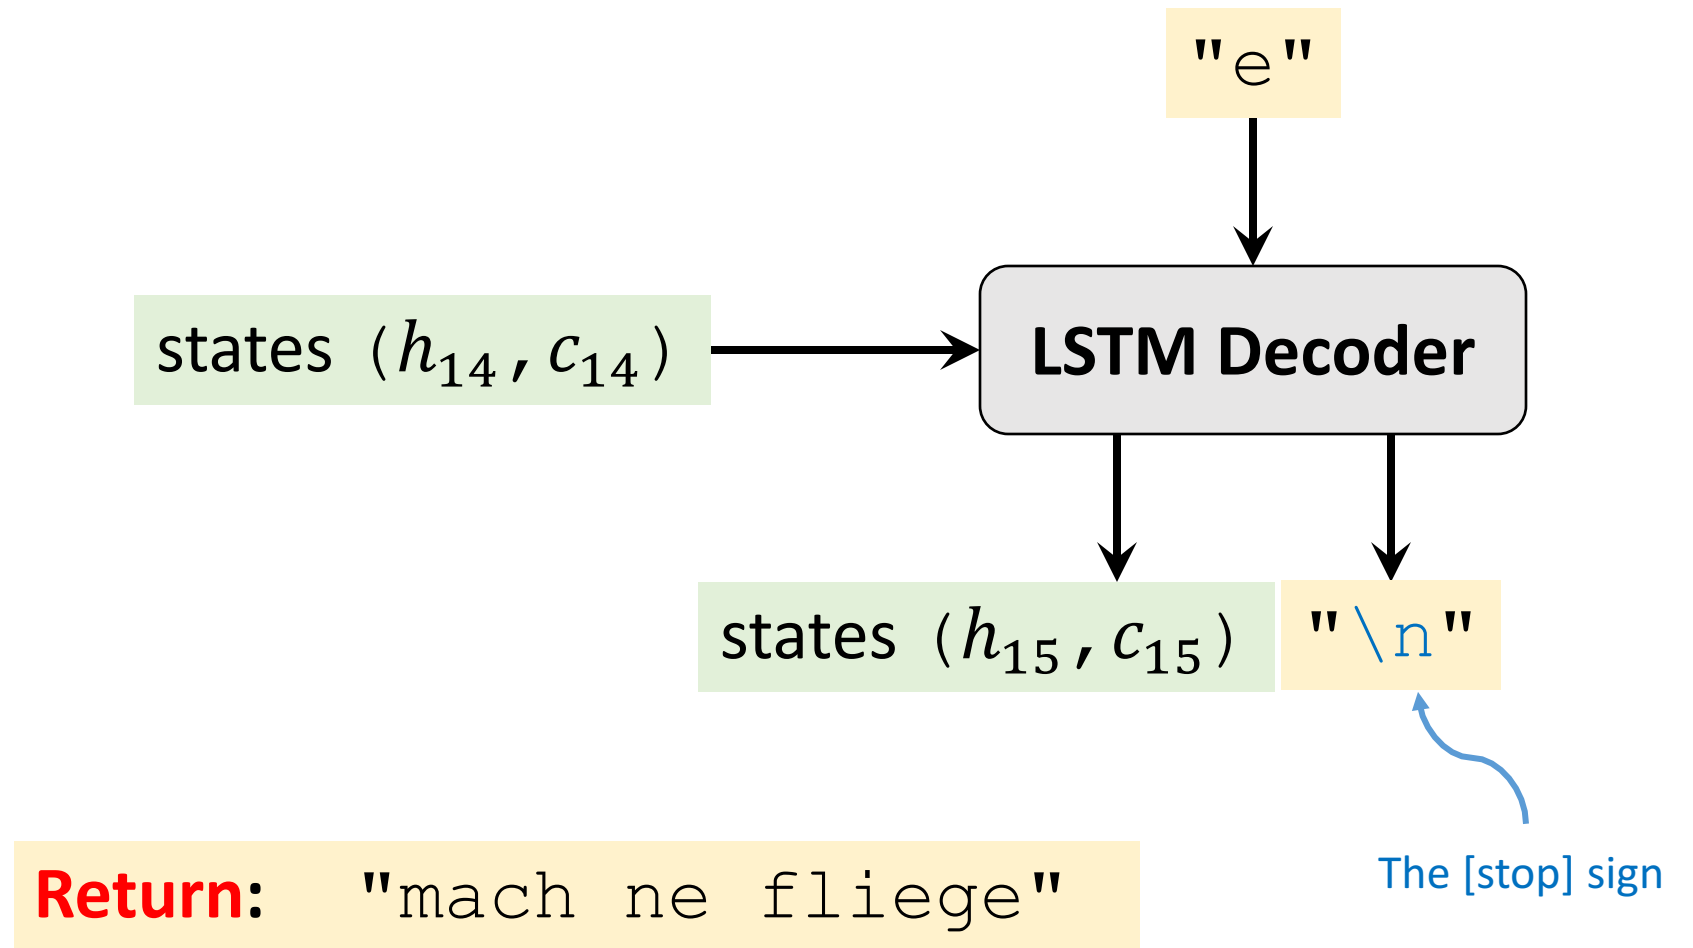 "e"
states (h₁₄,c₁₄)
LSTM Decoder
states (h₁₅,c₁₅)
"\n"
The [stop] sign
Return: "mach ne fliege"